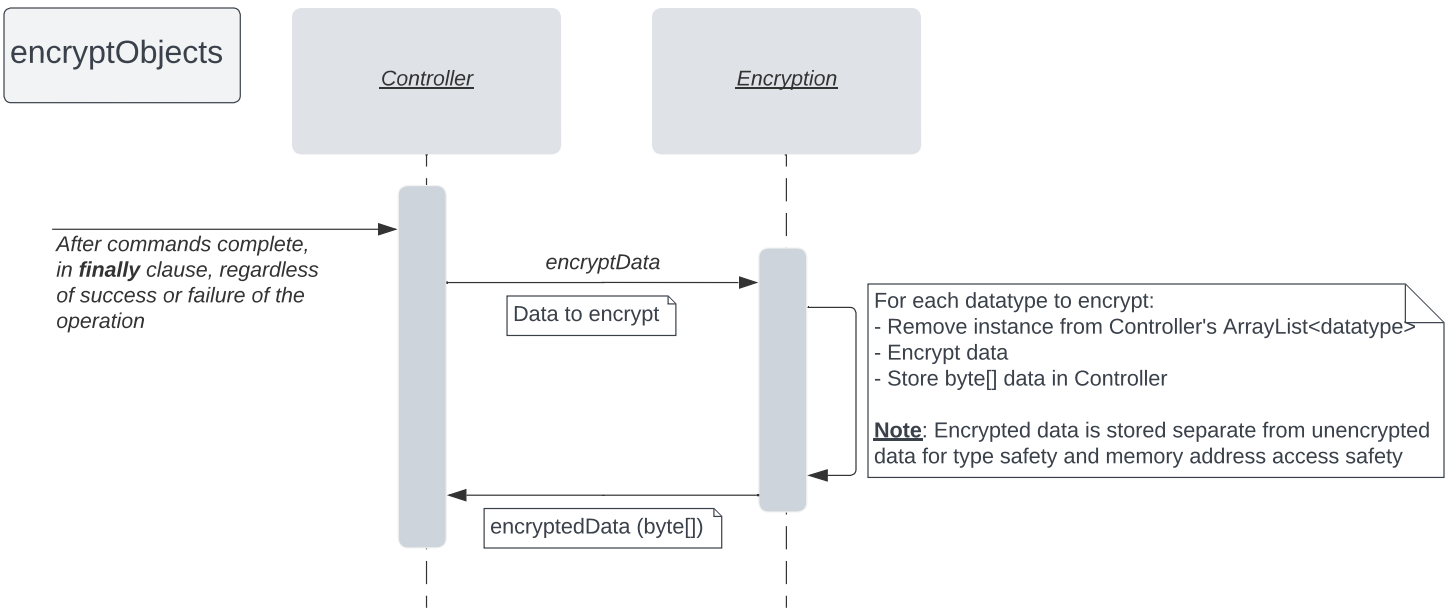 encryptObjects
Controller
Encryption
After commands complete,
in finally clause, regardless
of success or failure of the
operation
encryptData
Data to encrypt
For each datatype to encrypt:
- Remove instance from Controller's ArrayList<datatype>
- Encrypt data
- Store byte[] data in Controller
Note: Encrypted data is stored separate from unencrypted
data for type safety and memory address access safety
encryptedData (byte[])